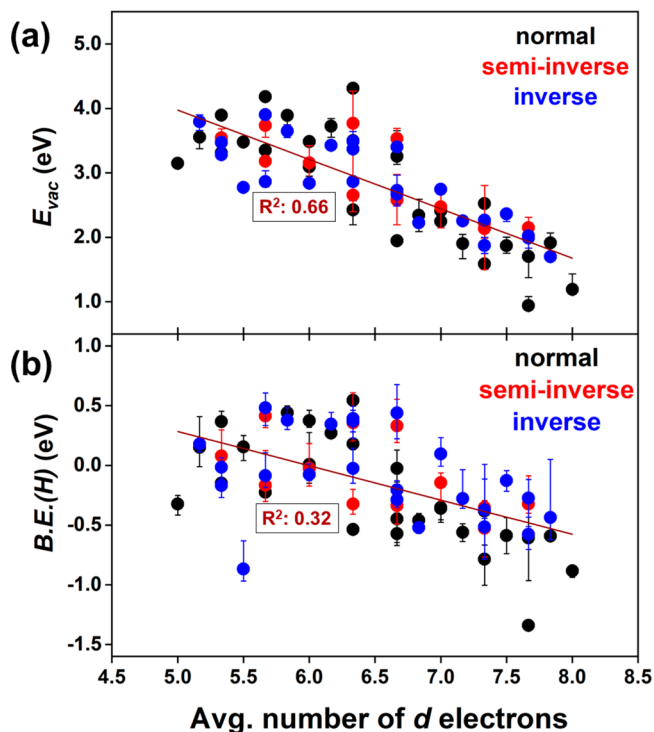 (a)
normal
semi-inverse
inverse
5.0
4.0
3.0
2.0
1.0
E_vac (eV)
R²: 0.66
(b)
normal
semi-inverse
inverse
1.0
0.5
0.0
-0.5
-1.0
-1.5
B.E.(H) (eV)
R²: 0.32
4.5 5.0 5.5 6.0 6.5 7.0 7.5 8.0 8.5
Avg. number of d electrons